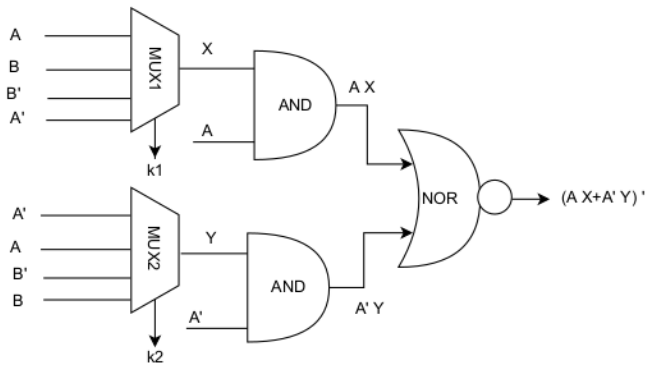 A
B
B'
A'
MUX1
k1
X
A
AND
A X
NOR
(A X+A' Y) '
A'
A
B'
B
MUX2
k2
Y
A'
AND
A' Y